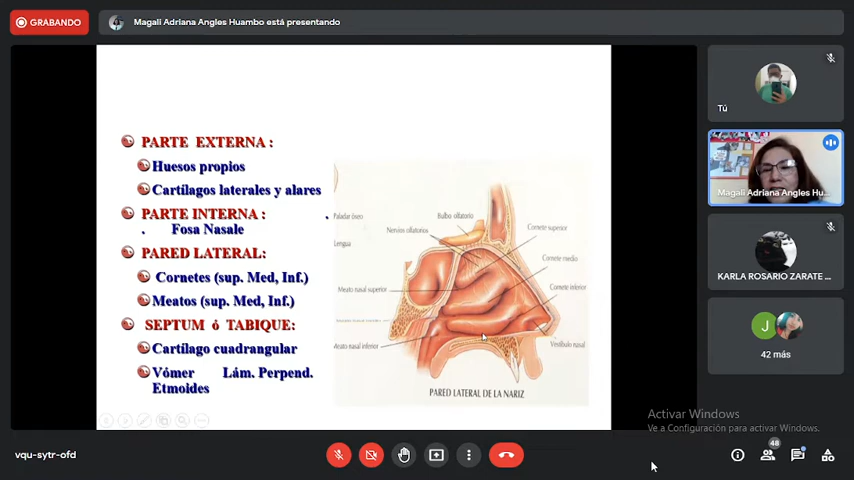 GRABANDO
Magali Adriana Angles Huambo está presentando
PARTE EXTERNA :
Huesos propios
Cartílagos laterales y alares
PARTE INTERNA :
. Fosa Nasale
PARED LATERAL:
Cornetes (sup. Med, Inf.)
Meatos (sup. Med, Inf.)
SEPTUM ó TABIQUE:
Cartílago cuadrangular
Vómer Lám. Perpend.
Etmoides
Paladar óseo
Lengua
Nervios olfatorios
Bulbo olfatorio
Cornete superior
Cornete medio
Cornete inferior
Meato nasal superior
Meato nasal inferior
Vestíbulo nasal
PARED LATERAL DE LA NARIZ
Tú
Magali Adriana Angles Hu...
KARLA ROSARIO ZARATE ...
J
42 más
Activar Windows
Ve a Configuración para activar Windows.
vqu-sytr-ofd
48